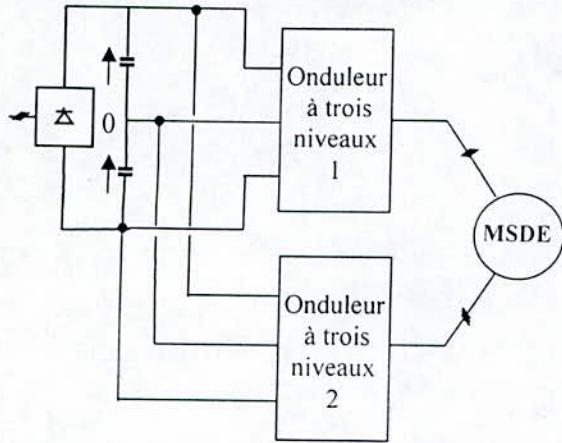 0
Onduleur
à trois
niveaux
1
MSDE
Onduleur
à trois
niveaux
2